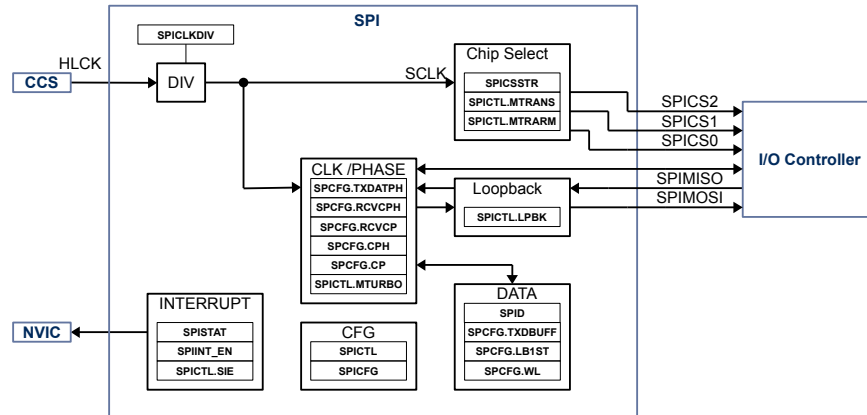 SPI
SPICLKDIV
HLCK
CCS
DIV
SCLK
Chip Select
SPICSSTR
SPICTL.MTRANS
SPICTL.MTRARM
SPICS2
SPICS1
SPICS0
I/O Controller
CLK /PHASE
SPCFG.TXDATPH
SPCFG.RCVCPH
SPCFG.RCVCP
SPCFG.CPH
SPCFG.CP
SPICTL.MTURBO
Loopback
SPICTL.LPBK
SPIMISO
SPIMOSI
INTERRUPT
SPISTAT
SPIINT_EN
SPICTL.SIE
NVIC
CFG
SPICTL
SPICFG
DATA
SPID
SPCFG.TXDBUFF
SPCFG.LB1ST
SPCFG.WL